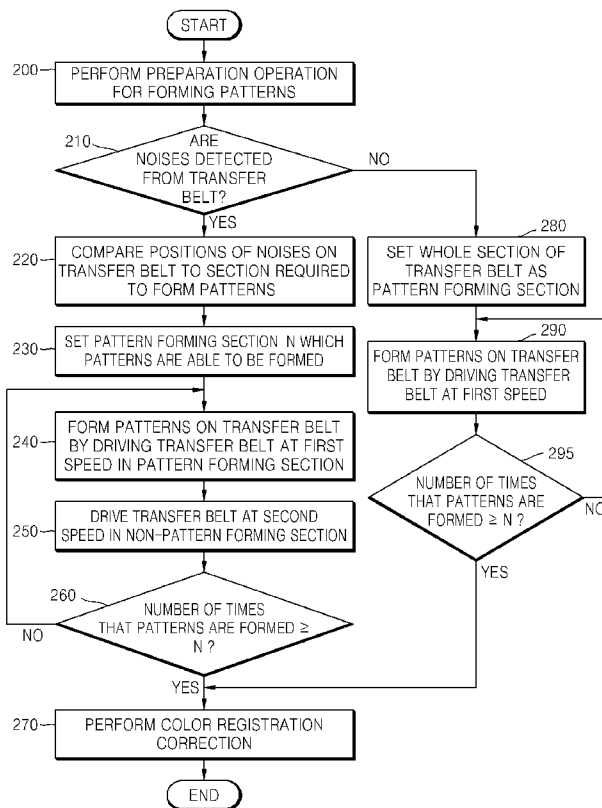 START
200
PERFORM PREPARATION OPERATION
FOR FORMING PATTERNS
210
ARE
NOISES DETECTED
FROM TRANSFER
BELT?
NO
YES
220
COMPARE POSITIONS OF NOISES ON
TRANSFER BELT TO SECTION REQUIRED
TO FORM PATTERNS
230
SET PATTERN FORMING SECTION N WHICH
PATTERNS ARE ABLE TO BE FORMED
240
FORM PATTERNS ON TRANSFER BELT
BY DRIVING TRANSFER BELT AT FIRST
SPEED IN PATTERN FORMING SECTION
250
DRIVE TRANSFER BELT AT SECOND
SPEED IN NON-PATTERN FORMING SECTION
260
NUMBER OF TIMES
THAT PATTERNS ARE FORMED ≥
N ?
NO
YES
280
SET WHOLE SECTION OF
TRANSFER BELT AS
PATTERN FORMING SECTION
290
FORM PATTERNS ON TRANSFER
BELT BY DRIVING TRANSFER
BELT AT FIRST SPEED
295
NUMBER OF TIMES
THAT PATTERNS ARE
FORMED ≥ N ?
NO
YES
270
PERFORM COLOR REGISTRATION
CORRECTION
END